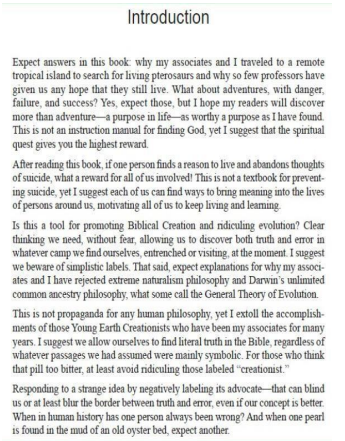 Introduction
Expect answers in this book: why my associates and I traveled to a remote
tropical island to search for living pterosaurs and why so few professors have
given us any hope that they still live. What about adventures, with danger,
failure, and success? Yes, expect those, but I hope my readers will discover
more than adventure—a purpose in life—as worthy a purpose as I have found.
This is not an instruction manual for finding God, yet I suggest that the spiritual
quest gives you the highest reward.
After reading this book, if one person finds a reason to live and abandons thoughts
of suicide, what a reward for all of us involved! This is not a textbook for prevent-
ing suicide, yet I suggest each of us can find ways to bring meaning into the lives
of persons around us, motivating all of us to keep living and learning.
Is this a tool for promoting Biblical Creation and ridiculing evolution? Clear
thinking we need, without fear, allowing us to discover both truth and error in
whatever camp we find ourselves, entrenched or visiting, at the moment. I suggest
we beware of simplistic labels. That said, expect explanations for why my associ-
ates and I have rejected extreme naturalism philosophy and Darwin's unlimited
common ancestry philosophy, what some call the General Theory of Evolution.
This is not propaganda for any human philosophy, yet I extoll the accomplish-
ments of those Young Earth Creationists who have been my associates for many
years. I suggest we allow ourselves to find literal truth in the Bible, regardless of
whatever passages we had assumed were mainly symbolic. For those who think
that pill too bitter, at least avoid ridiculing those labeled "creationist."
Responding to a strange idea by negatively labeling its advocate—that can blind
us or at least blur the border between truth and error, even if our concept is better.
When in human history has one person always been wrong? And when one pearl
is found in the mud of an old oyster bed, expect another.